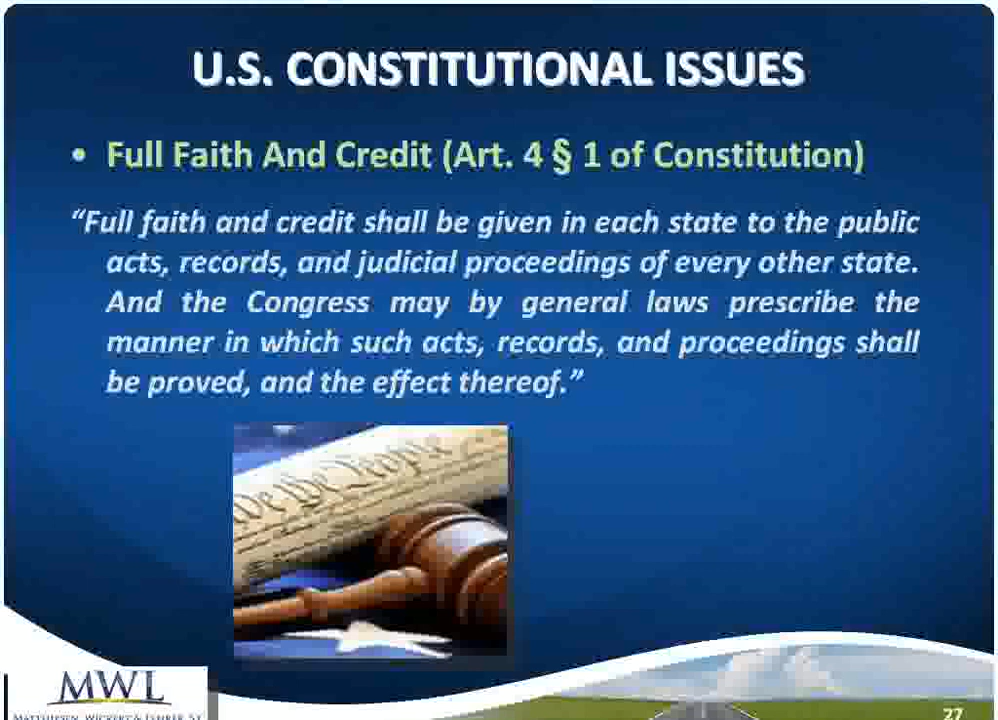 U.S. CONSTITUTIONAL ISSUES
• Full Faith And Credit (Art. 4 § 1 of Constitution)
“Full faith and credit shall be given in each state to the public
acts, records, and judicial proceedings of every other state.
And the Congress may by general laws prescribe the
manner in which such acts, records, and proceedings shall
be proved, and the effect thereof.”
We the People
MWL
MATTHIESEN, WICKERT & LEHRER, S.C.
27